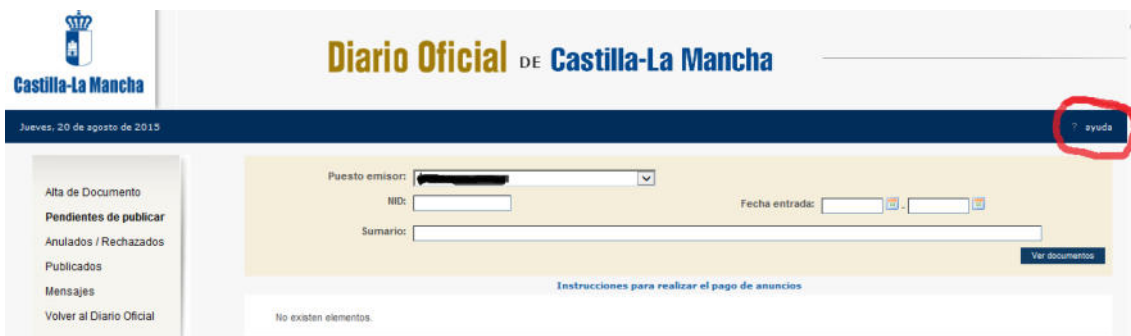 Castilla-La Mancha
Diario Oficial DE Castilla-La Mancha
Jueves, 20 de agosto de 2015
? ayuda
Alta de Documento
Pendientes de publicar
Anulados / Rechazados
Publicados
Mensajes
Volver al Diario Oficial
Puesto emisor:
NID:
Fecha entrada:
-
Sumario:
Ver documentos
Instrucciones para realizar el pago de anuncios
No existen elementos.